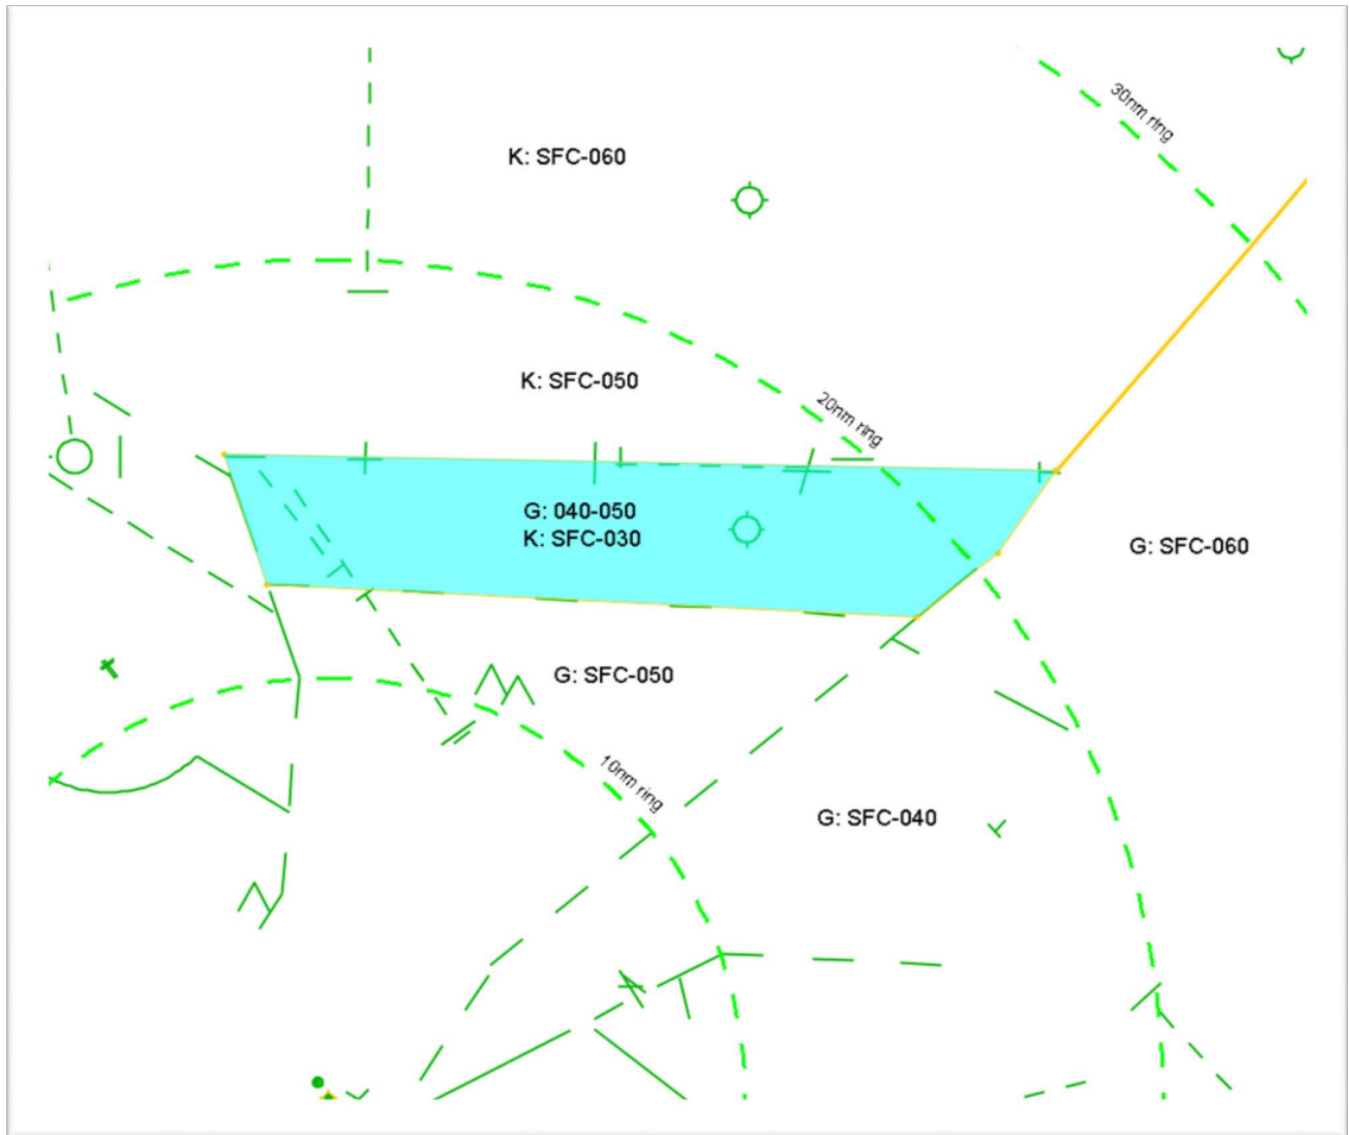 30nm ring
K: SFC-060
K: SFC-050
20nm ring
G: 040-050
K: SFC-030
G: SFC-060
G: SFC-050
10nm ring
G: SFC-040